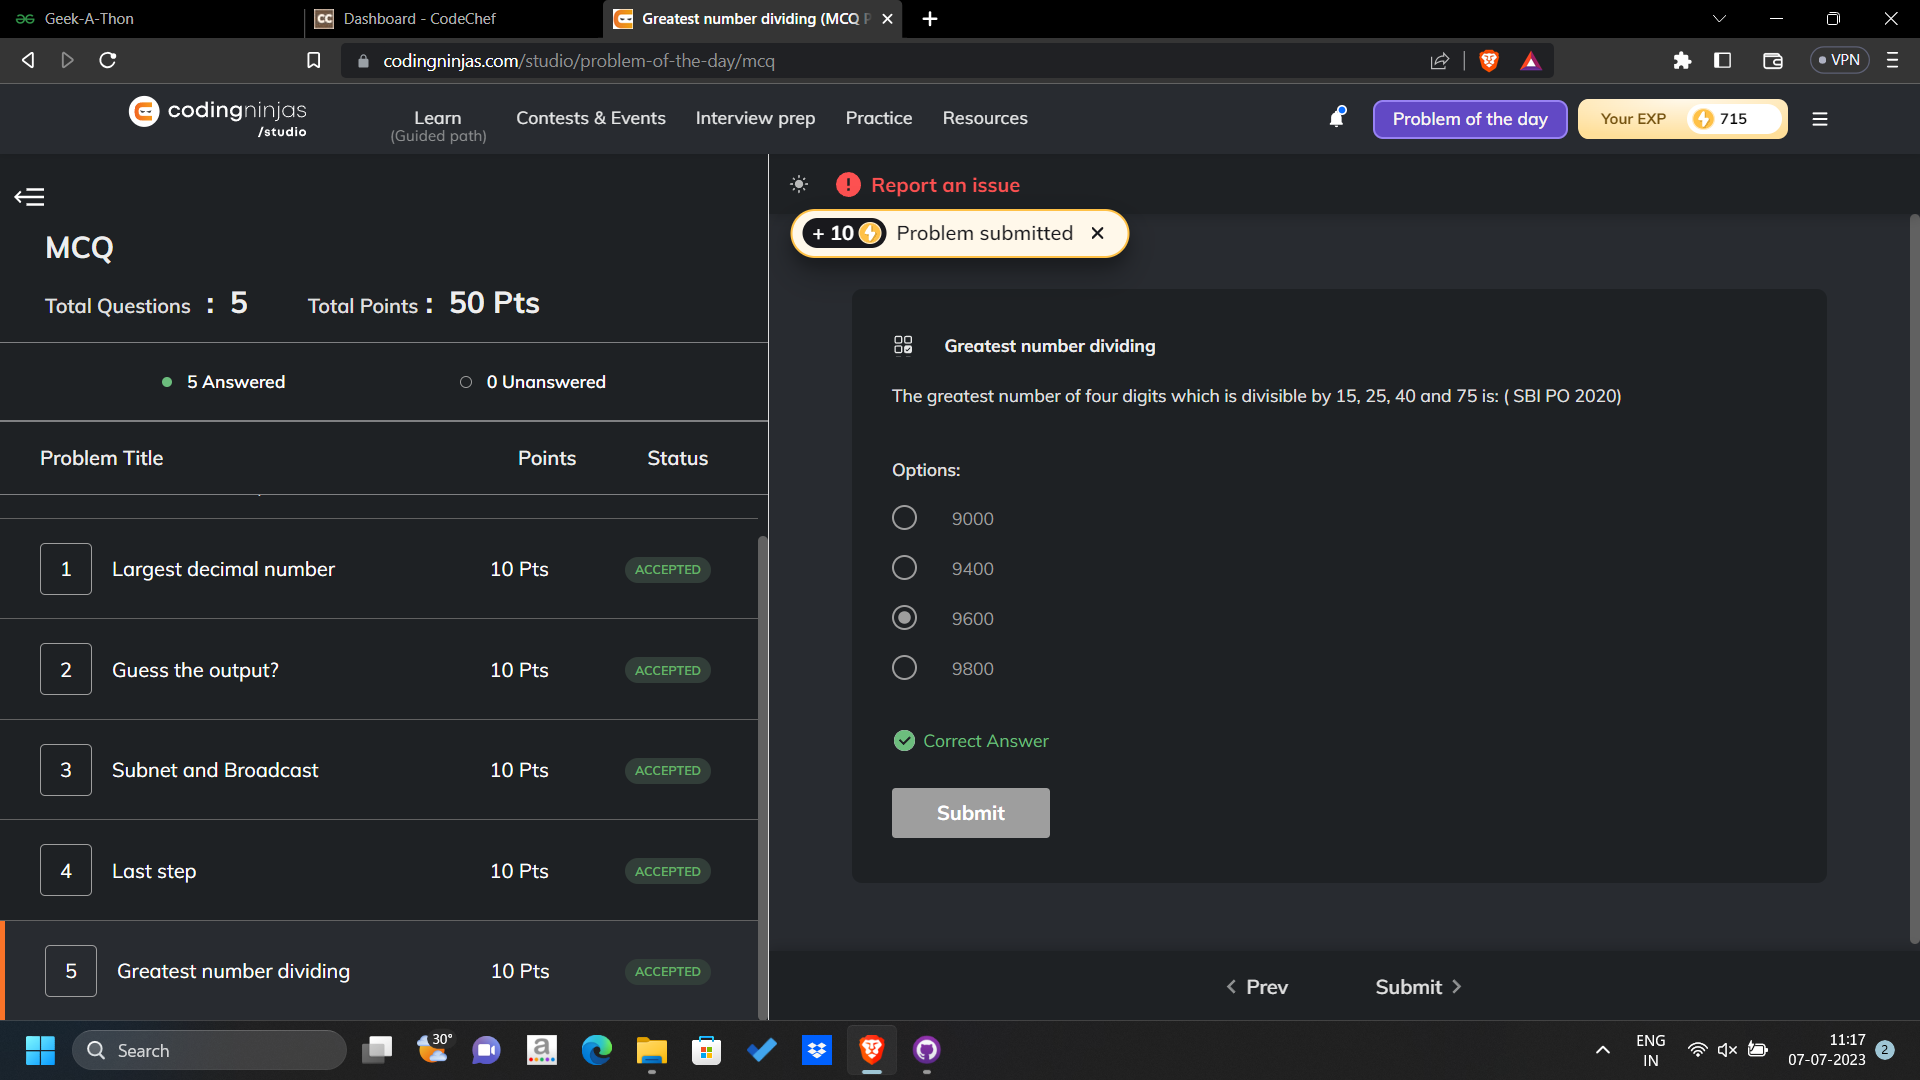 Geek-A-Thon
CC Dashboard - CodeChef
Greatest number dividing (MCQ P
codingninjas.com/studio/problem-of-the-day/mcq
VPN
codingninjas
/studio
Learn
(Guided path)
Contests & Events
Interview prep
Practice
Resources
Problem of the day
Your EXP 715
MCQ
Total Questions : 5
Total Points : 50 Pts
5 Answered
0 Unanswered
Problem Title Points Status
1 Largest decimal number 10 Pts ACCEPTED
2 Guess the output? 10 Pts ACCEPTED
3 Subnet and Broadcast 10 Pts ACCEPTED
4 Last step 10 Pts ACCEPTED
5 Greatest number dividing 10 Pts ACCEPTED
! Report an issue
+ 10 Problem submitted
Greatest number dividing
The greatest number of four digits which is divisible by 15, 25, 40 and 75 is: ( SBI PO 2020)
Options:
9000
9400
9600
9800
Correct Answer
Submit
Prev
Submit
Search
30°
a
ENG
IN
11:17
07-07-2023
2